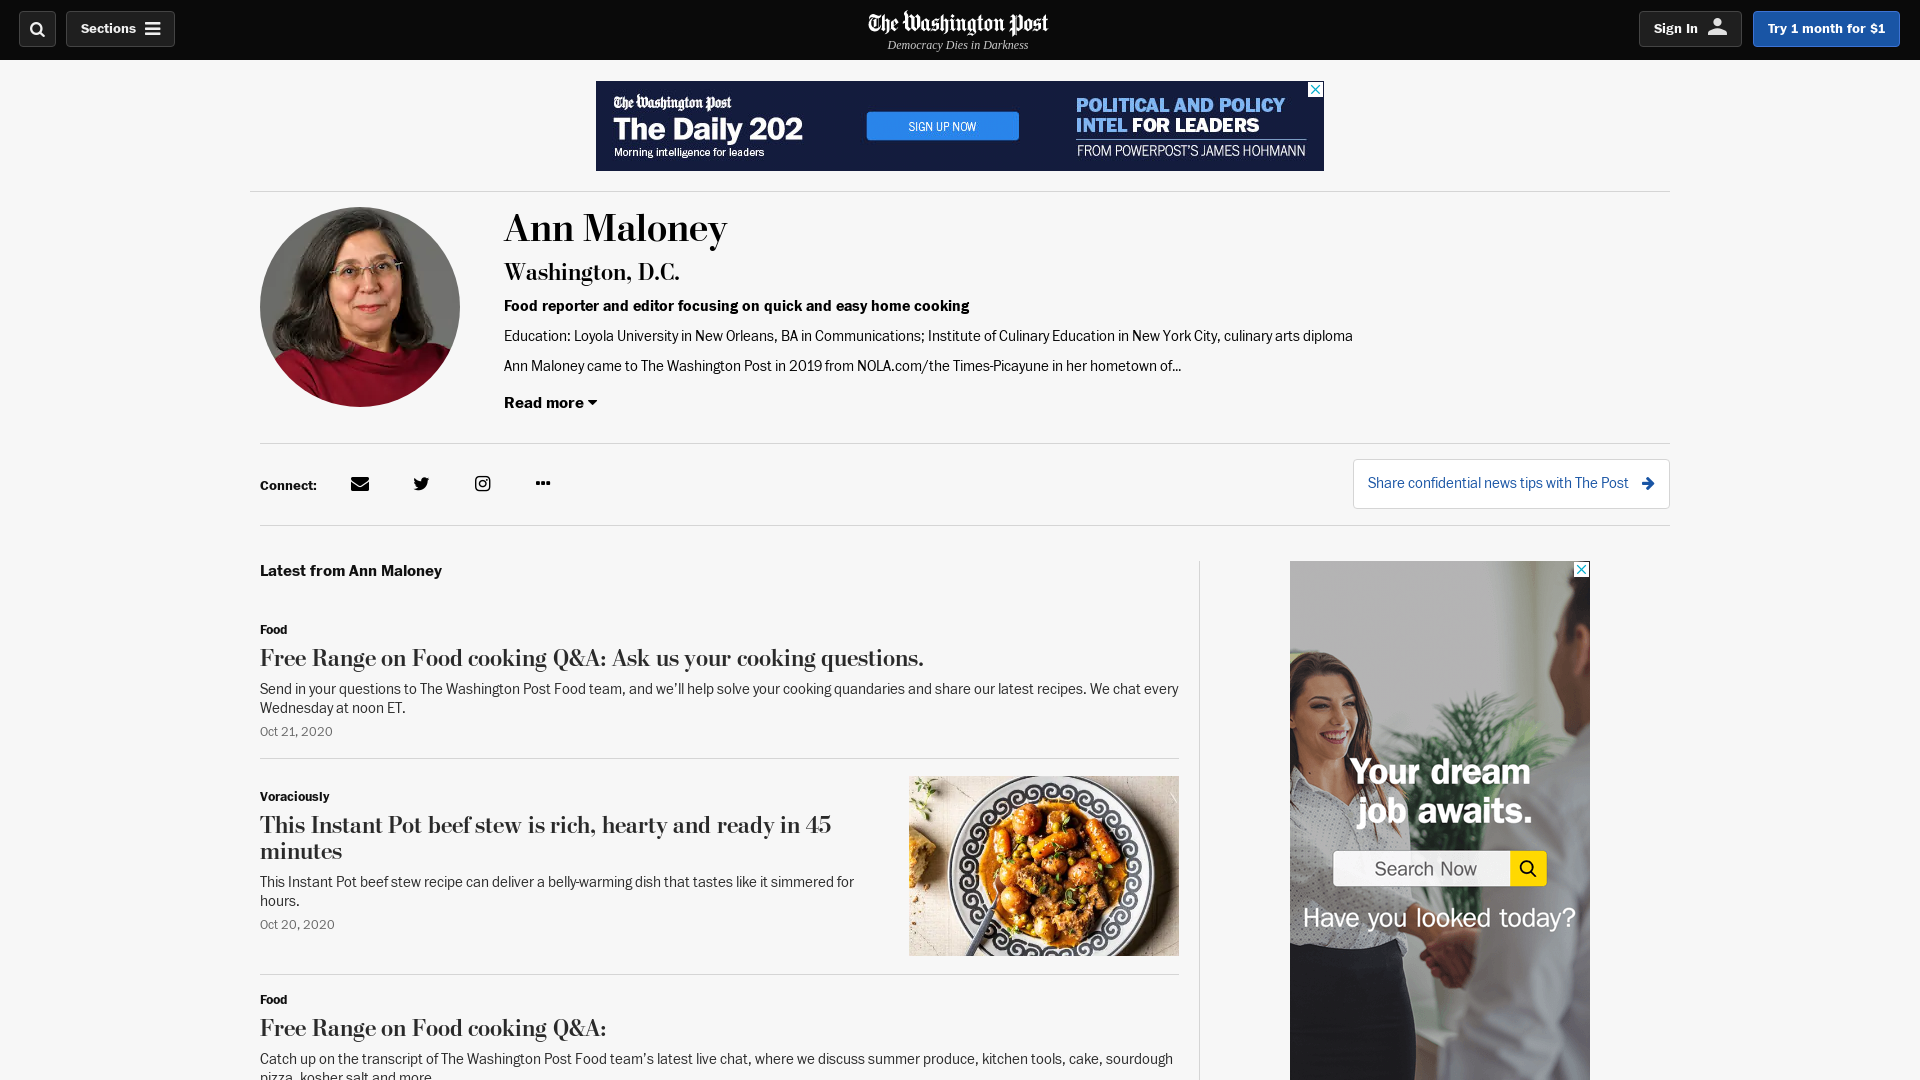 Sections
The Washington Post
Democracy Dies in Darkness
Sign In
Try 1 month for $1
The Washington Post
The Daily 202
Morning intelligence for leaders
SIGN UP NOW
POLITICAL AND POLICY
INTEL FOR LEADERS
FROM POWERPOST'S JAMES HOHMANN
Ann Maloney
Washington, D.C.
Food reporter and editor focusing on quick and easy home cooking
Education: Loyola University in New Orleans, BA in Communications; Institute of Culinary Education in New York City, culinary arts diploma
Ann Maloney came to The Washington Post in 2019 from NOLA.com/the Times-Picayune in her hometown of...
Read more
Connect:
Share confidential news tips with The Post
Latest from Ann Maloney
Food
Free Range on Food cooking Q&A: Ask us your cooking questions.
Send in your questions to The Washington Post Food team, and we’ll help solve your cooking quandaries and share our latest recipes. We chat every
Wednesday at noon ET.
Oct 21, 2020
Voraciously
This Instant Pot beef stew is rich, hearty and ready in 45
minutes
This Instant Pot beef stew recipe can deliver a belly-warming dish that tastes like it simmered for
hours.
Oct 20, 2020
Food
Free Range on Food cooking Q&A:
Catch up on the transcript of The Washington Post Food team’s latest live chat, where we discuss summer produce, kitchen tools, cake, sourdough
pizza, kosher salt and more.
Your dream
job awaits.
Search Now
Have you looked today?